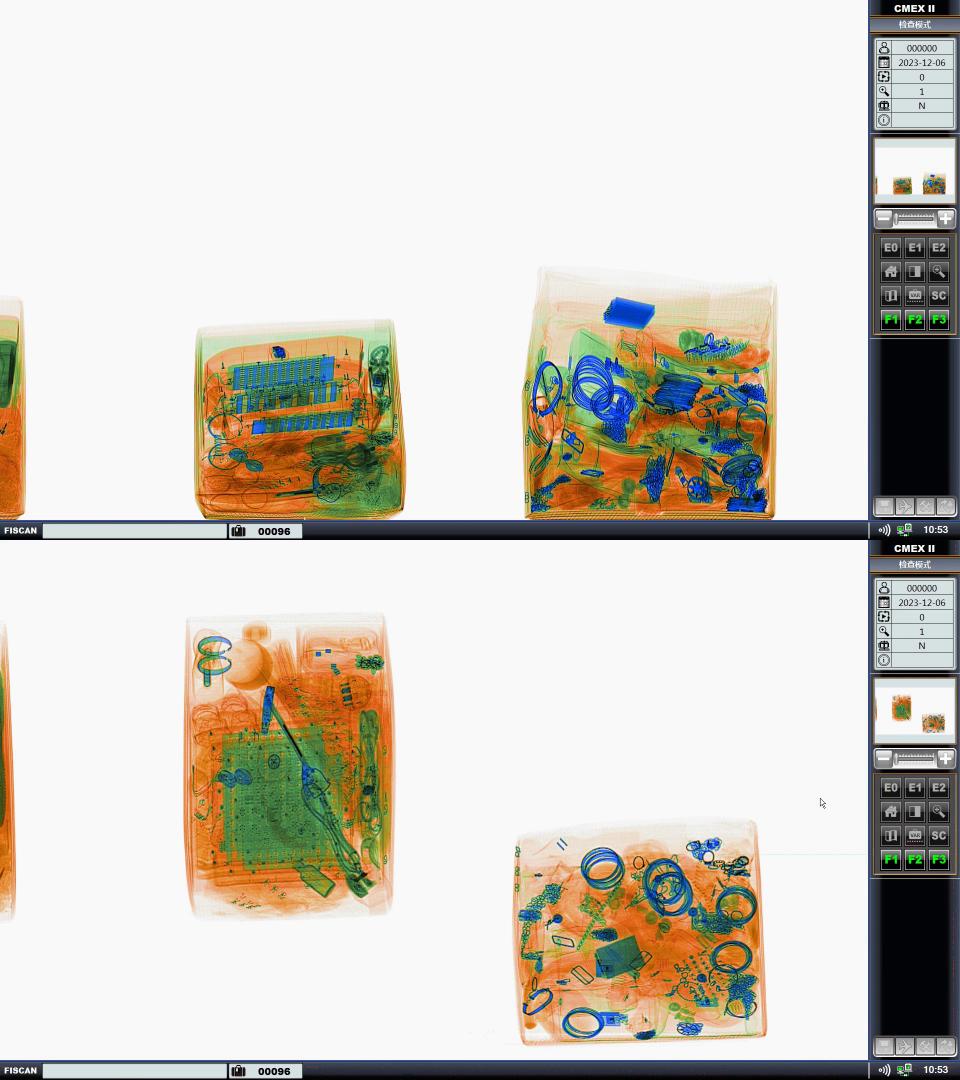 CMEX II
检查模式
000000
2023-12-06
0
1
N
E0 E1 E2
VAR SC
F1 F2 F3
FISCAN
00096
10:53
CMEX II
检查模式
000000
2023-12-06
0
1
N
E0 E1 E2
VAR SC
F1 F2 F3
FISCAN
00096
10:53